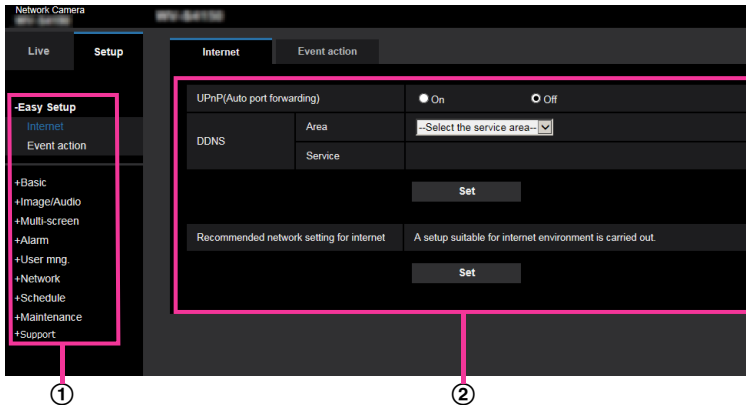 Network Camera
Live
Setup
Internet
Event action
-Easy Setup
Internet
Event action
+Basic
+Image/Audio
+Multi-screen
+Alarm
+User mng.
+Network
+Schedule
+Maintenance
+Support
UPnP(Auto port forwarding)
On
Off
DDNS
Area
--Select the service area--
Service
Set
Recommended network setting for internet
A setup suitable for internet environment is carried out.
Set
①
②